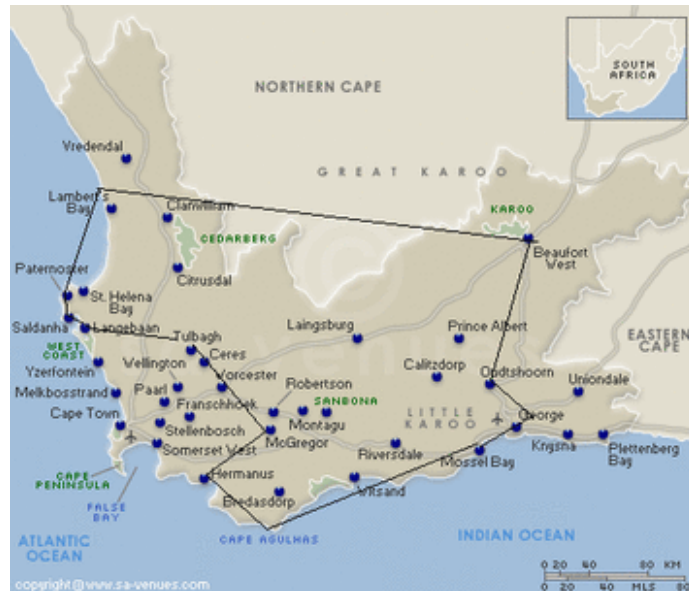 SOUTH
AFRICA
NORTHERN CAPE
Vredendal
GREAT KAROO
Lambert's
Bay
Clanwilliam
KAROO
CEDARBERG
Beaufort
West
Paternoster
Citrusdal
St. Helena
Bay
Saldanha
Langebaan
Laingsburg
Prince Albert
EASTERN
CAPE
WEST
COAST
Tulbagh
Ceres
Yzerfontein
Wellington
Worcester
Calitzdorp
Oudtshoorn
Uniondale
Melkbosstrand
Paarl
Robertson
SANBONA
Franschhoek
LITTLE
KAROO
George
Cape Town
Stellenbosch
Montagu
McGregor
Somerset West
Riversdale
Mossel Bay
Knysna
Plettenberg
Bay
CAPE
PENINSULA
Hermanus
Bredasdorp
Vitsand
FALSE
BAY
CAPE AGULHAS
INDIAN OCEAN
ATLANTIC
OCEAN
0 20 40 80 KM
0 20 40 80 MLS
copyright@www.sa-venues.com